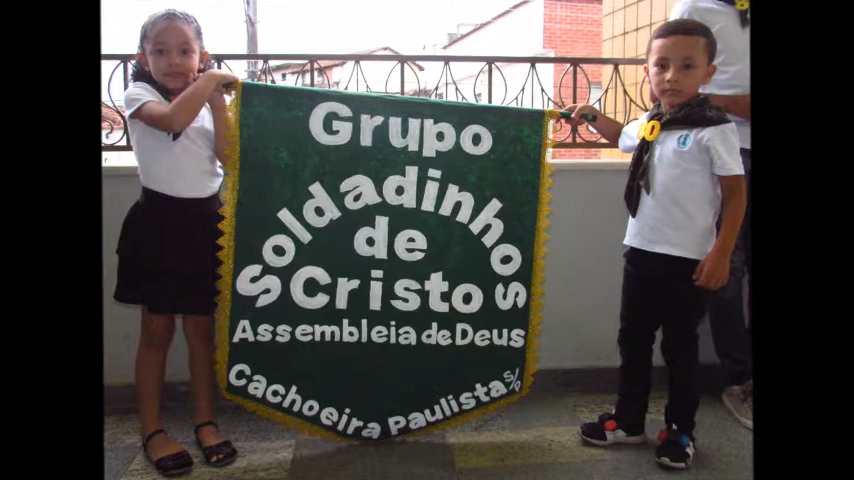 Grupo
Soldadinhos
de
Cristo
Assembleia de Deus
Cachoeira Paulista S/P